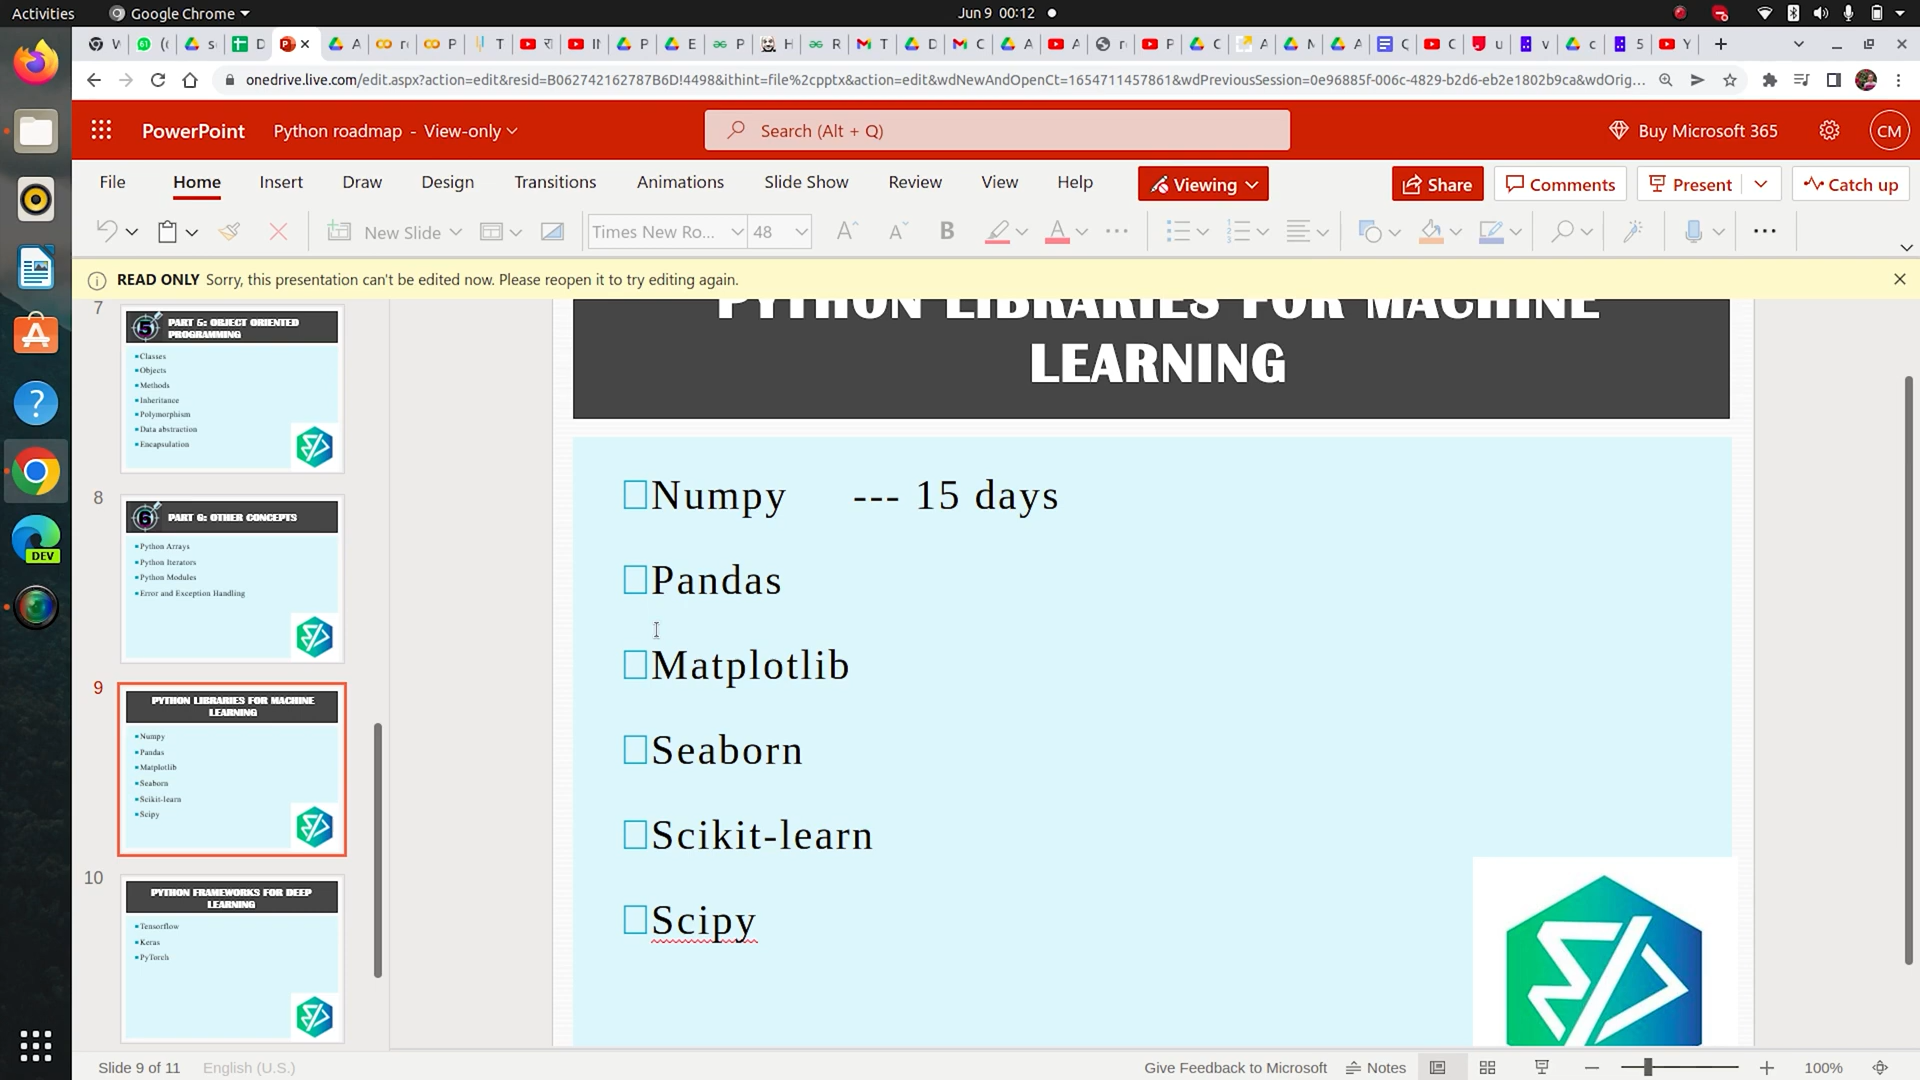 Activities
Google Chrome
Jun 9 00:12
onedrive.live.com/edit.aspx?action=edit&resid=B062742162787B6D!4498&ithint=file%2cpptx&action=edit&wdNewAndOpenCt=1654711457861&wdPreviousSession=0e96885f-006c-4829-b2d6-eb2e1802b9ca&wdOrig...
PowerPoint
Python roadmap - View-only
Search (Alt + Q)
Buy Microsoft 365
CM
File
Home
Insert
Draw
Design
Transitions
Animations
Slide Show
Review
View
Help
Viewing
Share
Comments
Present
Catch up
New Slide
Times New Ro...
48
READ ONLY Sorry, this presentation can't be edited now. Please reopen it to try editing again.
7
PART 5: OBJECT ORIENTED
PROGRAMMING
Classes
Objects
Methods
Inheritance
Polymorphism
Data abstraction
Encapsulation
8
PART 6: OTHER CONCEPTS
Python Arrays
Python Iterators
Python Modules
Error and Exception Handling
9
PYTHON LIBRARIES FOR MACHINE
LEARNING
Numpy
Pandas
Matplotlib
Seaborn
Scikit-learn
Scipy
10
PYTHON FRAMEWORKS FOR DEEP
LEARNING
Tensorflow
Keras
PyTorch
PYTHON LIBRARIES FOR MACHINE
LEARNING
Numpy --- 15 days
Pandas
Matplotlib
Seaborn
Scikit-learn
Scipy
DEV
Slide 9 of 11
English (U.S.)
Give Feedback to Microsoft
Notes
100%